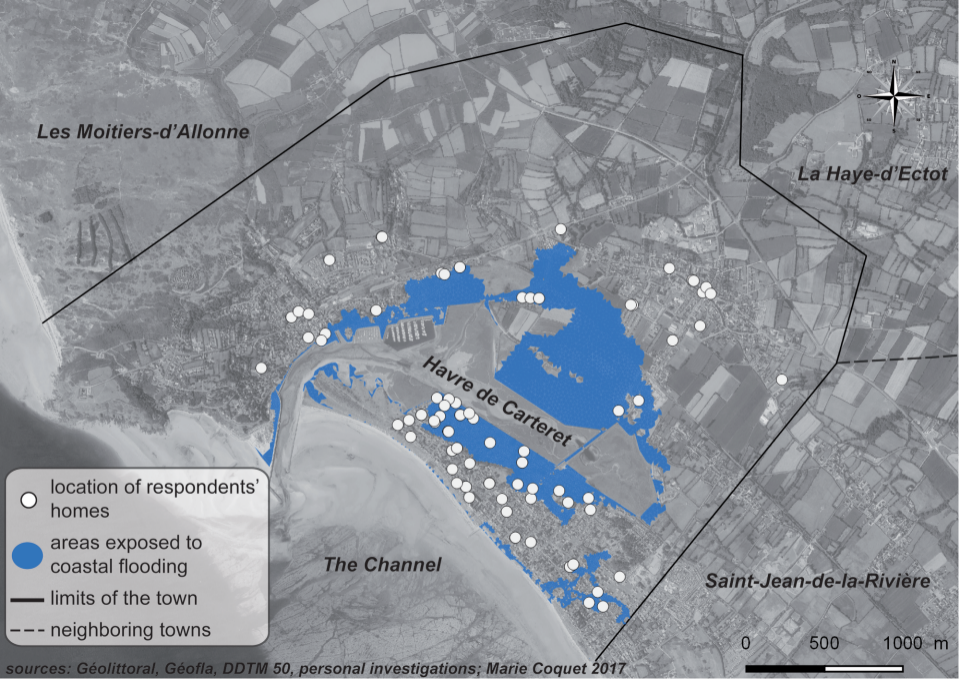 Les Moitiers-d'Allonne
N
O
E
S
La Haye-d'Ectot
Havre de Carteret
location of respondents'
homes
areas exposed to
coastal flooding
limits of the town
neighboring towns
The Channel
Saint-Jean-de-la-Rivière
0 500 1000 m
sources: Géolittoral, Géofla, DDTM 50, personal investigations; Marie Coquet 2017